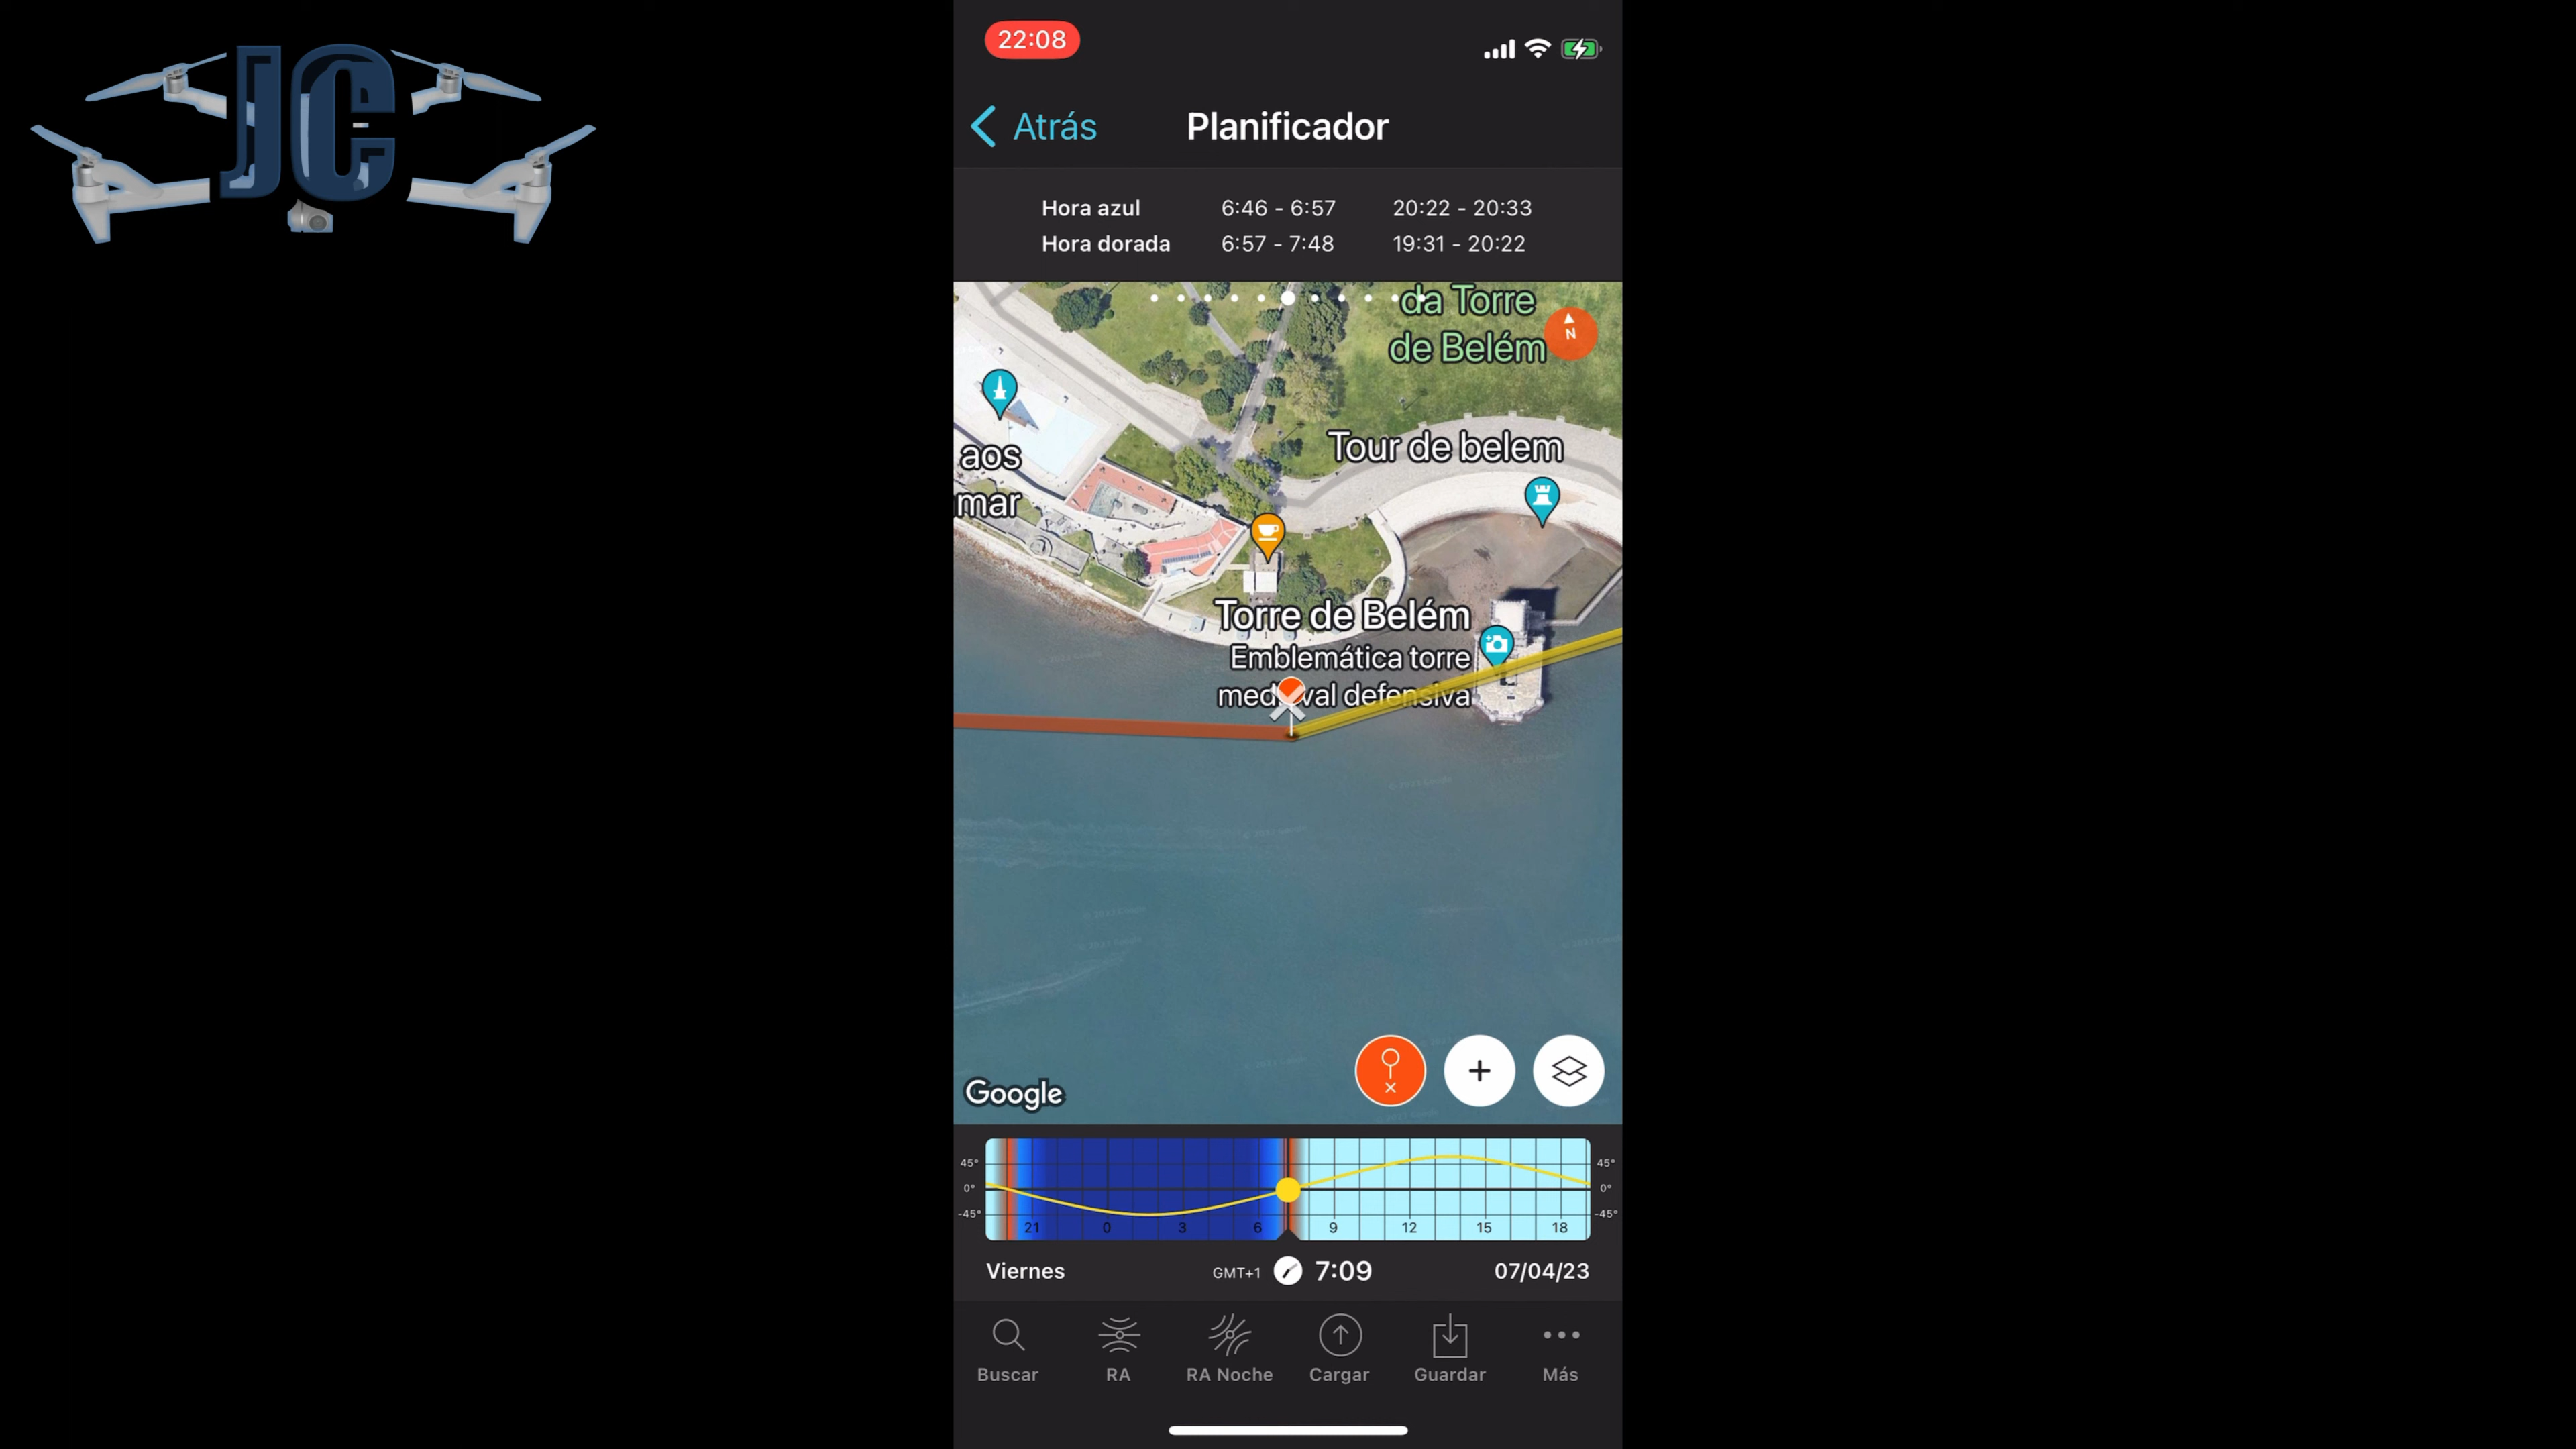 JC
22:08
Atrás
Planificador
Hora azul 6:46 - 6:57 20:22 - 20:33
Hora dorada 6:57 - 7:48 19:31 - 20:22
da Torre
de Belém
N
Tour de belem
aos
mar
Torre de Belém
Emblemática torre
medieval defensiva
Google
45° 45°
0° 0°
-45° -45°
21 0 3 6 9 12 15 18
Viernes GMT+1 7:09 07/04/23
Buscar RA RA Noche Cargar Guardar Más